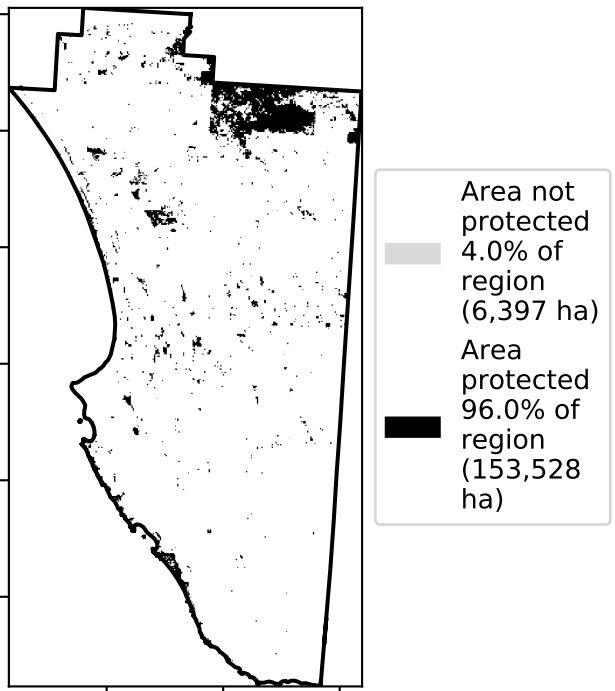 Area not
protected
4.0% of
region
(6,397 ha)
Area
protected
96.0% of
region
(153,528
ha)